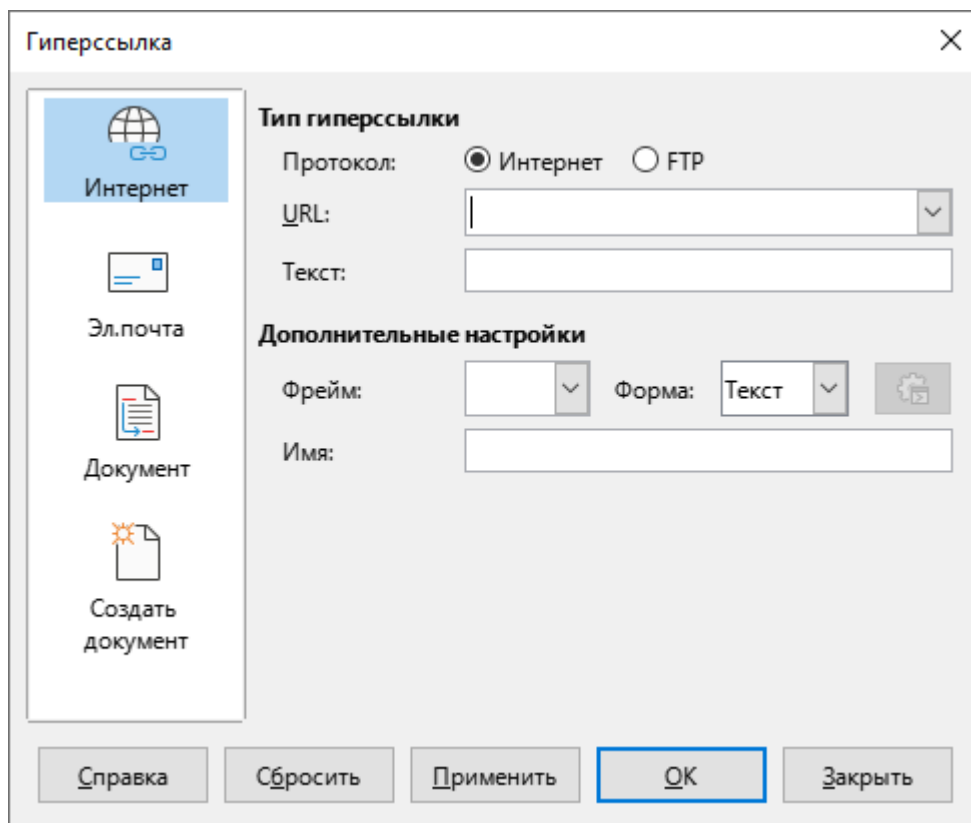 Гиперссылка
Интернет
Эл.почта
Документ
Создать
документ
Тип гиперссылки
Протокол: Интернет FTP
URL:
Текст:
Дополнительные настройки
Фрейм: Форма: Текст
Имя:
Справка Сбросить Применить OK Закрыть